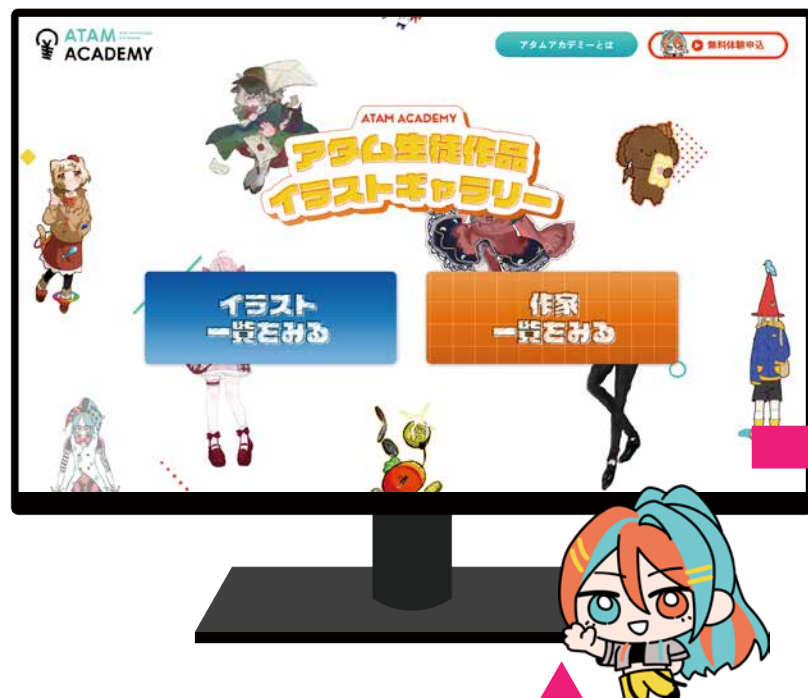 ATAM
ACADEMY
アタムアカデミーとは
無料体験申込
ATAM ACADEMY
アタム生徒作品
イラストギャラリー
イラスト
一覧をみる
作家
一覧をみる